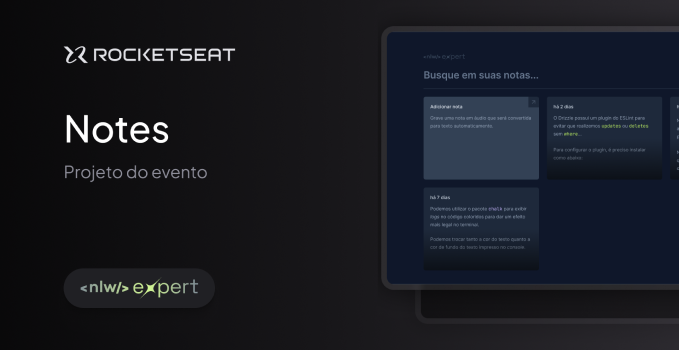 ROCKETSEAT
Notes
Projeto do evento
<nlw/> expert
<nlw/> expert
Busque em suas notas...
Adicionar nota
Grave uma nota em áudio que será convertida
para texto automaticamente.
há 2 dias
O Drizzle possui um plugin do ESLint para
evitar que realizemos updates ou deletes
sem where...
Para configurar o plugin, é preciso instalar
como abaixo:
há 7 dias
Podemos utilizar o pacote chalk para exibir
logs no código coloridos para dar um efeito
mais legal no terminal.
Podemos trocar tanto a cor do texto quanto a
cor de fundo do texto impresso no console.